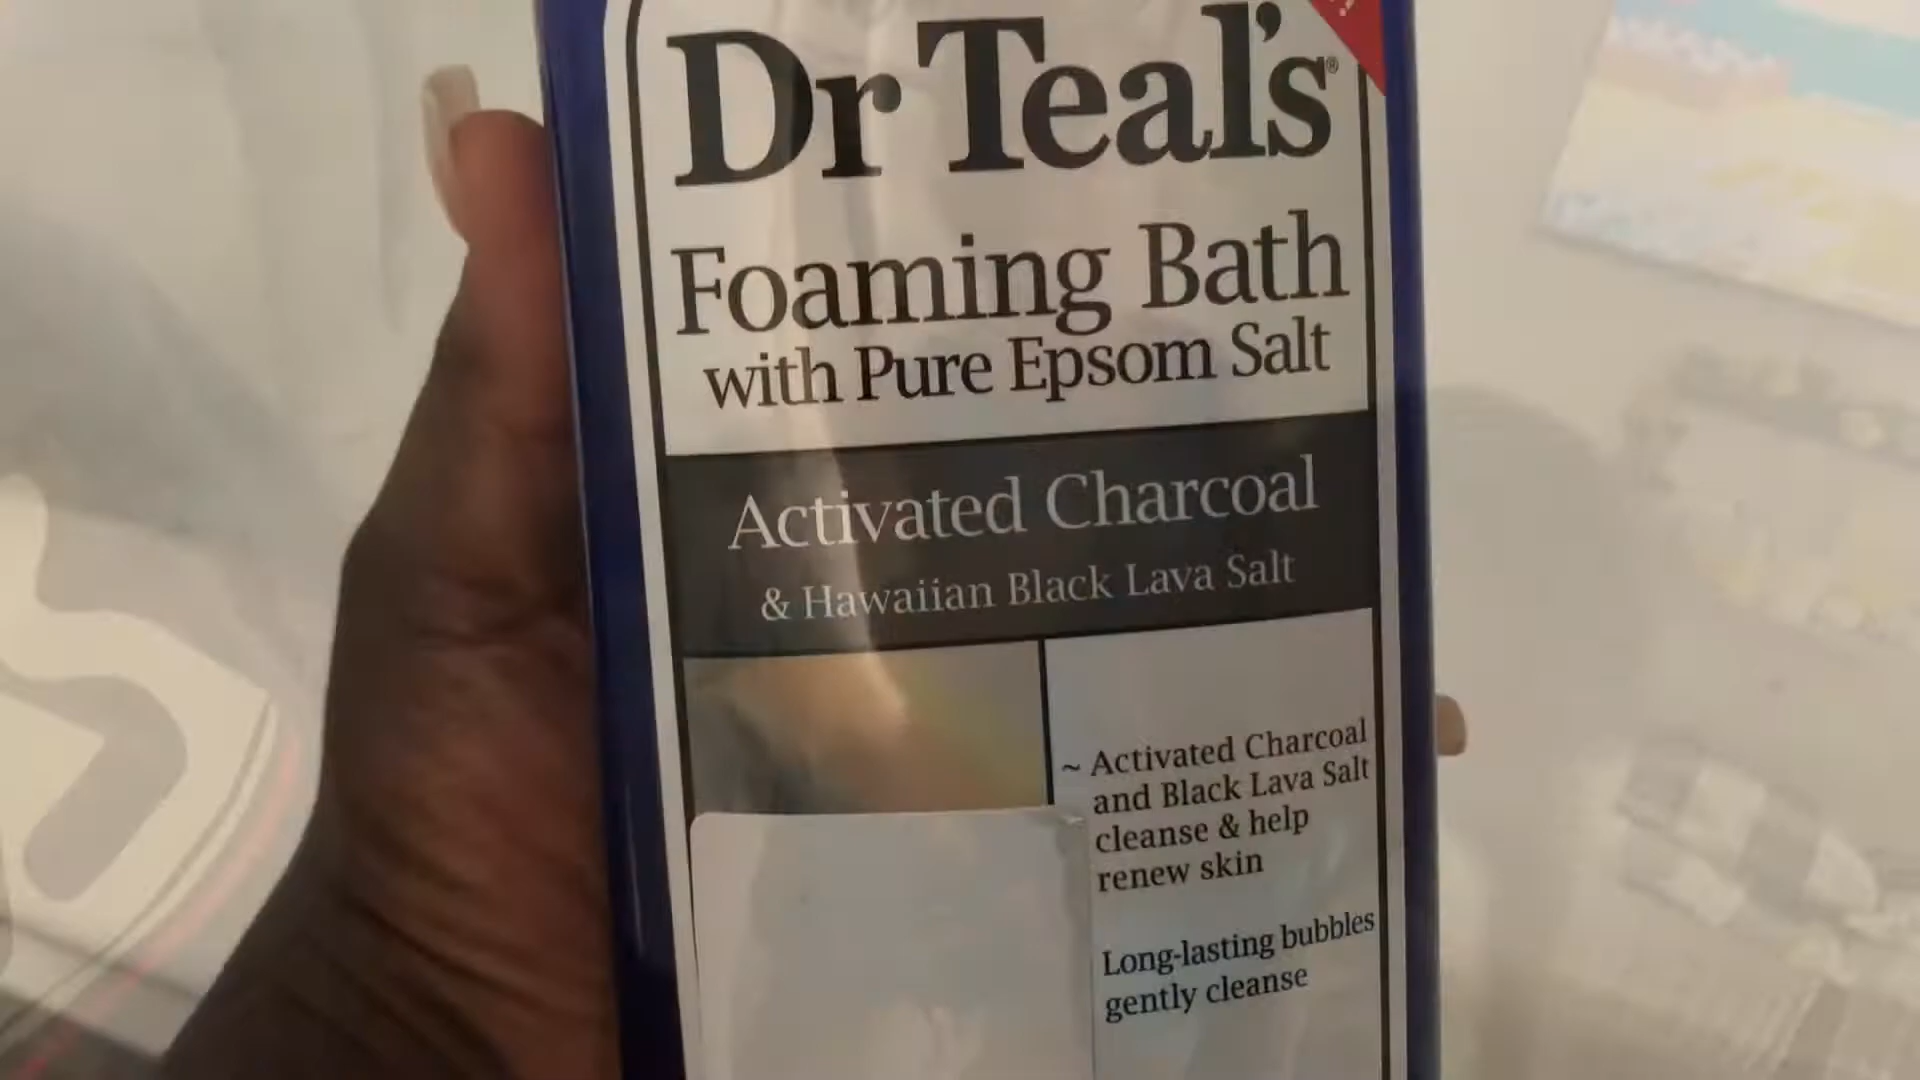 Dr Teal's®
Foaming Bath
with Pure Epsom Salt
Activated Charcoal
& Hawaiian Black Lava Salt
~ Activated Charcoal
and Black Lava Salt
cleanse & help
renew skin
Long-lasting bubbles
gently cleanse